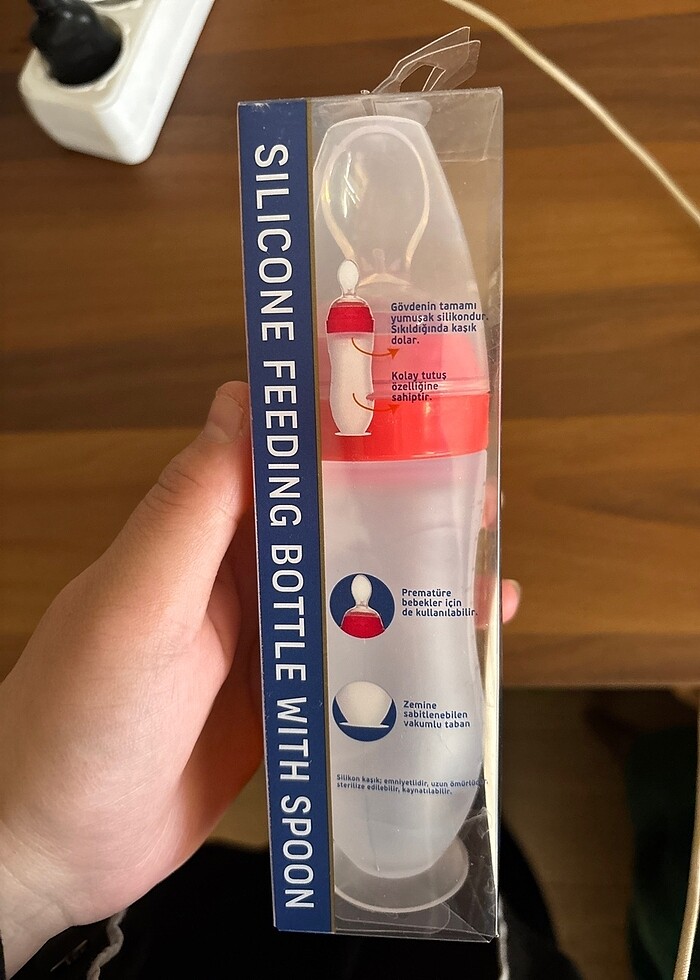 SILICONE FEEDING BOTTLE WITH SPOON
Gövdenin tamamı
yumuşak silikondur.
Sıkıldığında kaşık
dolar.
Kolay tutuş
özelliğine
sahiptir.
Prematüre
bebekler için
de kullanılabilir.
Zemine
sabitlenebilen
vakumlu taban
Silikon kaşık; emniyetlidir, uzun ömürlüdür,
sterilize edilebilir, kaynatılabilir.